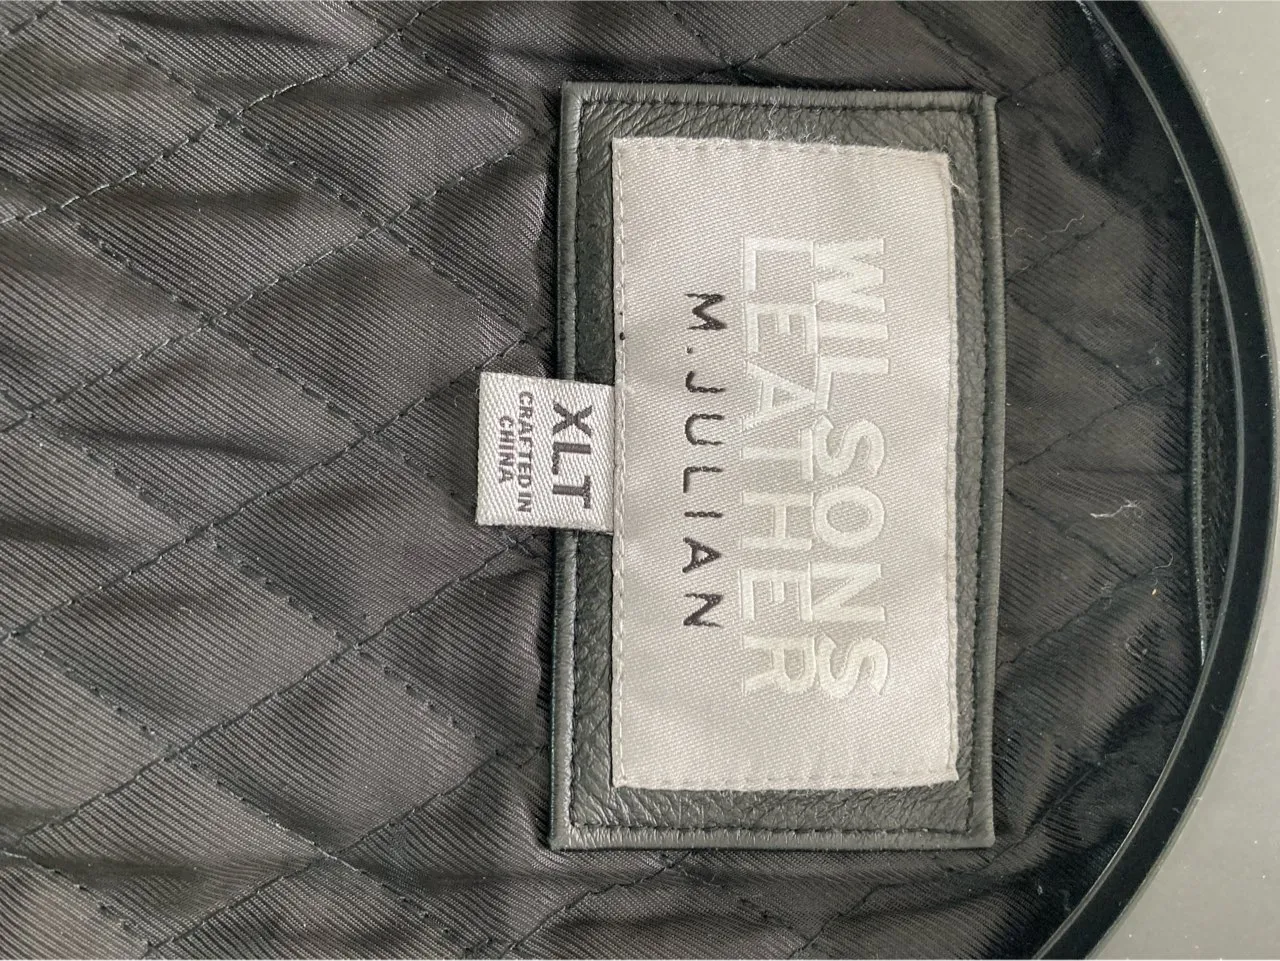 WILSONS
LEATHER
M.JULIAN
XLT
CRAFTED IN
CHINA